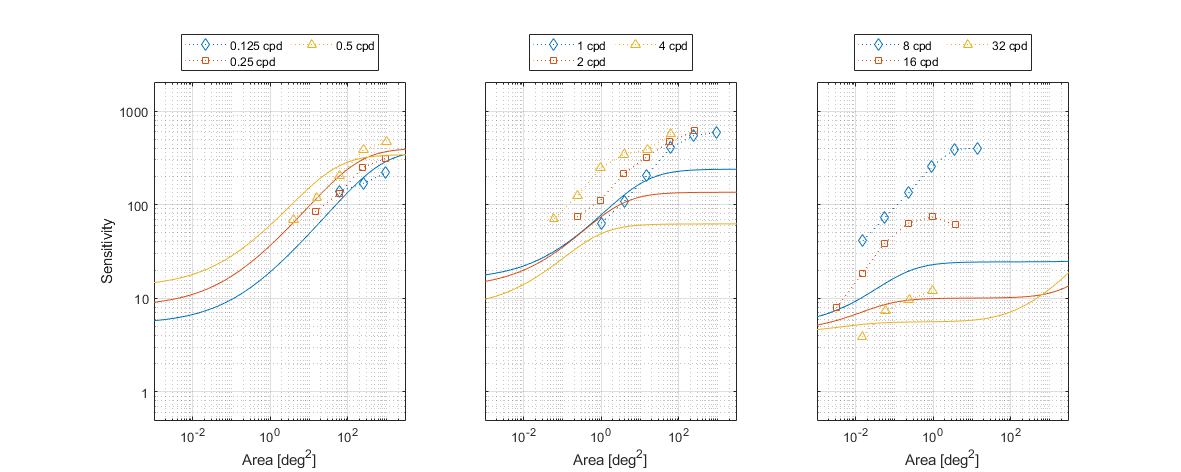 0.125 cpd 0.5 cpd
0.25 cpd
1 cpd 4 cpd
2 cpd
8 cpd 32 cpd
16 cpd
Sensitivity
1000
100
10
1
10^-2 10^0 10^2
Area [deg^2]
10^-2 10^0 10^2
Area [deg^2]
10^-2 10^0 10^2
Area [deg^2]